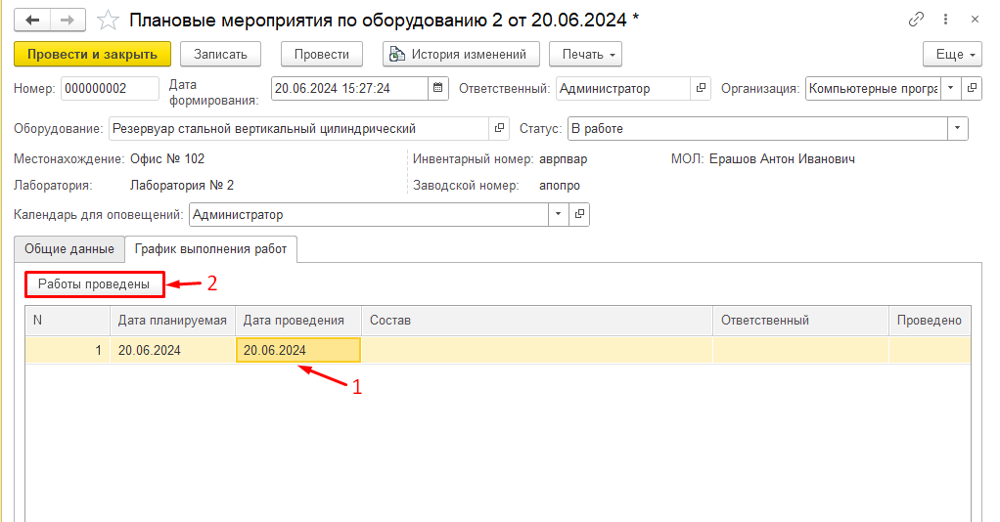 Плановые мероприятия по оборудованию 2 от 20.06.2024 *
Провести и закрыть Записать Провести История изменений Печать Еще
Номер: 000000002 Дата формирования: 20.06.2024 15:27:24 Ответственный: Администратор Организация: Компьютерные програ
Оборудование: Резервуар стальной вертикальный цилиндрический Статус: В работе
Местонахождение: Офис № 102 Инвентарный номер: аврпвар МОЛ: Ерашов Антон Иванович
Лаборатория: Лаборатория № 2 Заводской номер: апопро
Календарь для оповещений: Администратор
Общие данные График выполнения работ
Работы проведены 2
N Дата планируемая Дата проведения Состав Ответственный Проведено
1 20.06.2024 20.06.2024
1